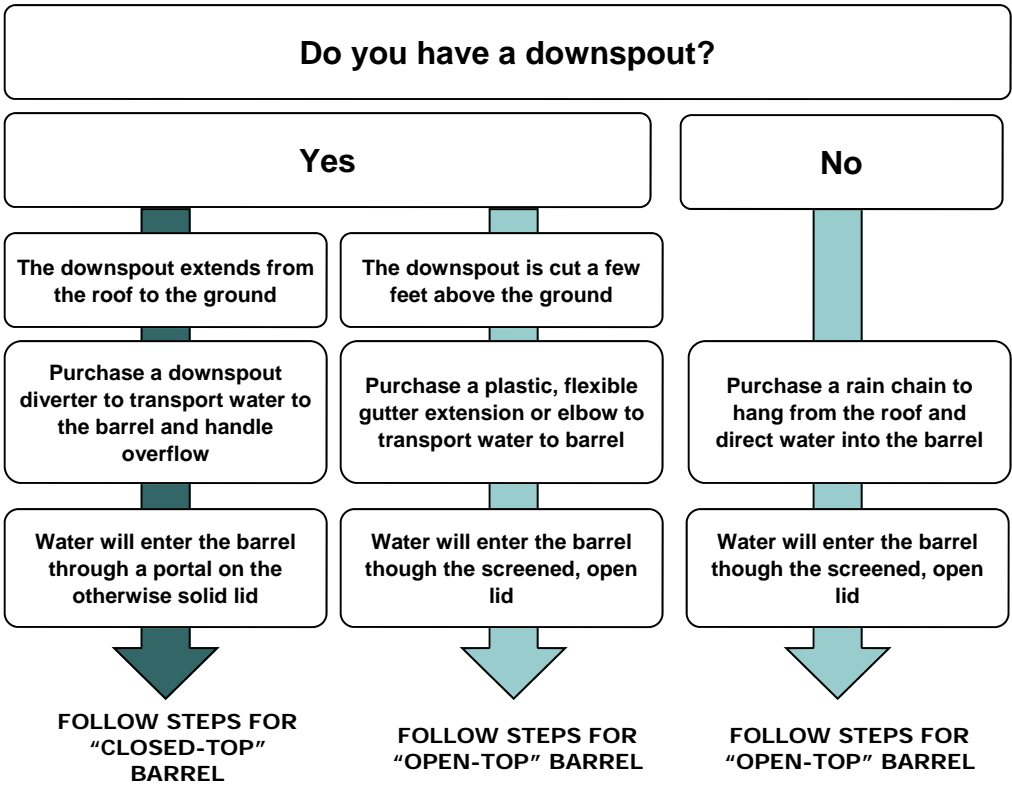 Do you have a downspout?
Yes
No
The downspout extends from
the roof to the ground
The downspout is cut a few
feet above the ground
Purchase a downspout
diverter to transport water to
the barrel and handle
overflow
Purchase a plastic, flexible
gutter extension or elbow to
transport water to barrel
Purchase a rain chain to
hang from the roof and
direct water into the barrel
Water will enter the barrel
through a portal on the
otherwise solid lid
Water will enter the barrel
though the screened, open
lid
Water will enter the barrel
though the screened, open
lid
FOLLOW STEPS FOR
“CLOSED-TOP”
BARREL
FOLLOW STEPS FOR
“OPEN-TOP” BARREL
FOLLOW STEPS FOR
“OPEN-TOP” BARREL